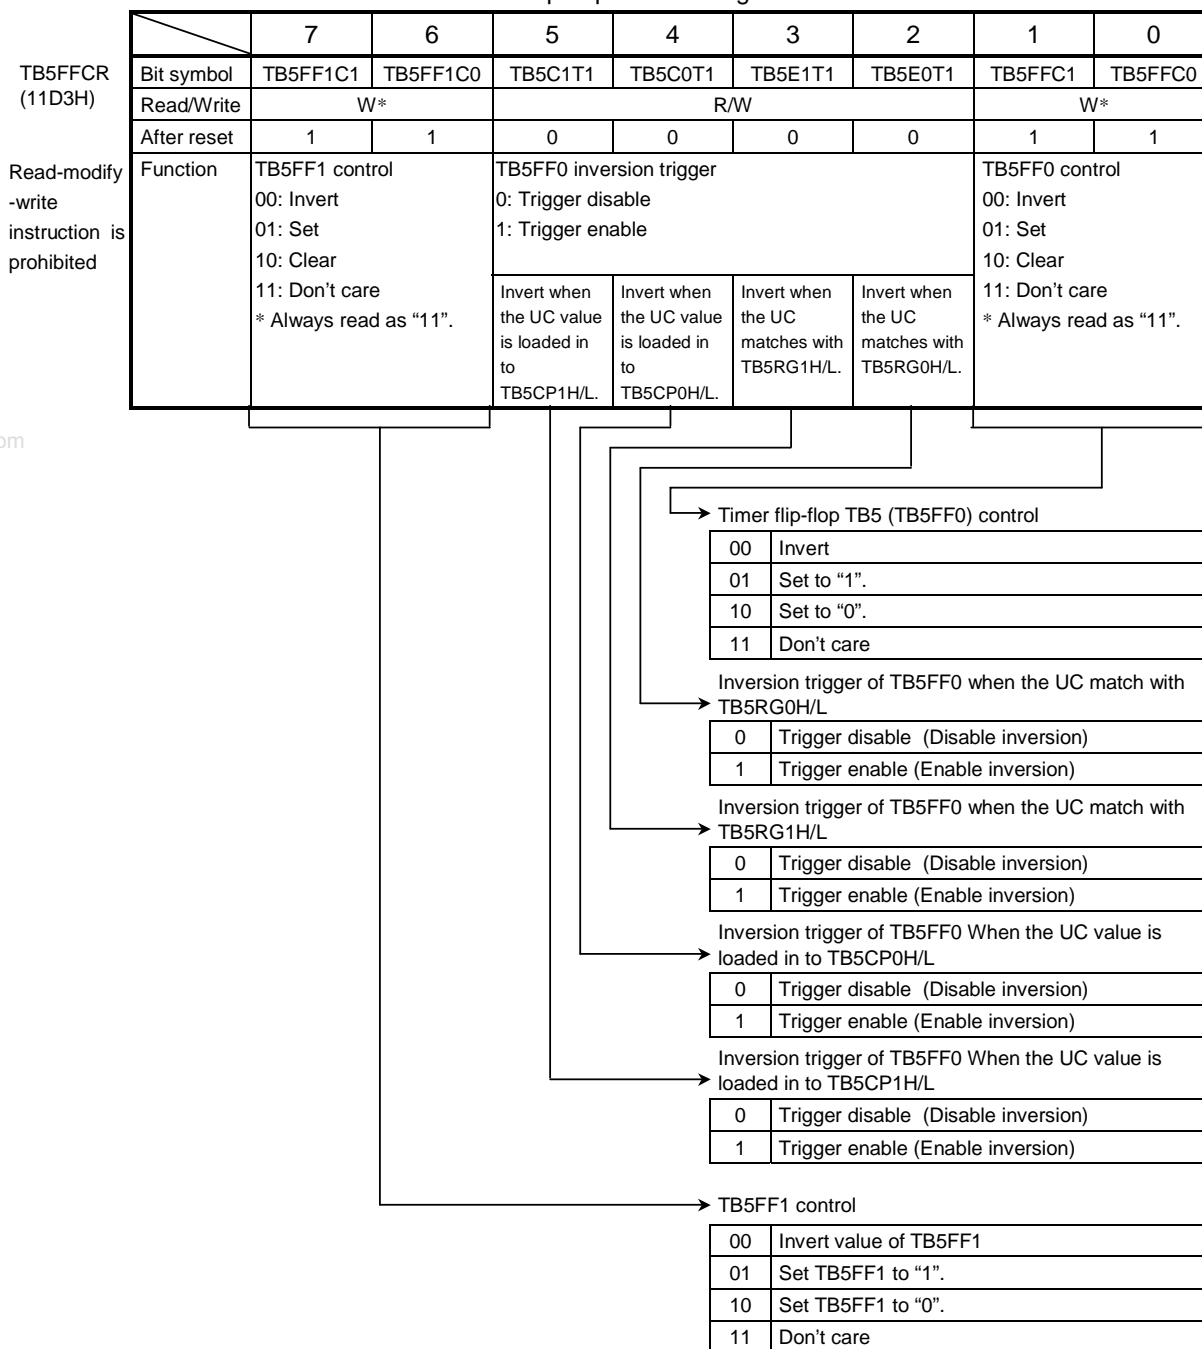 7 6 5 4 3 2 1 0
TB5FFCR
(11D3H)
Bit symbol TB5FF1C1 TB5FF1C0 TB5C1T1 TB5C0T1 TB5E1T1 TB5E0T1 TB5FFC1 TB5FFC0
Read/Write W* R/W W*
After reset 1 1 0 0 0 0 1 1
Read-modify
-write
instruction is
prohibited
Function
TB5FF1 control
00: Invert
01: Set
10: Clear
11: Don't care
* Always read as “11”.
TB5FF0 inversion trigger
0: Trigger disable
1: Trigger enable
Invert when
the UC value
is loaded in
to
TB5CP1H/L.
Invert when
the UC value
is loaded in
to
TB5CP0H/L.
Invert when
the UC
matches with
TB5RG1H/L.
Invert when
the UC
matches with
TB5RG0H/L.
TB5FF0 control
00: Invert
01: Set
10: Clear
11: Don't care
* Always read as “11”.
om
Timer flip-flop TB5 (TB5FF0) control
00 Invert
01 Set to “1”.
10 Set to “0”.
11 Don't care
Inversion trigger of TB5FF0 when the UC match with
TB5RG0H/L
0 Trigger disable (Disable inversion)
1 Trigger enable (Enable inversion)
Inversion trigger of TB5FF0 when the UC match with
TB5RG1H/L
0 Trigger disable (Disable inversion)
1 Trigger enable (Enable inversion)
Inversion trigger of TB5FF0 When the UC value is
loaded in to TB5CP0H/L
0 Trigger disable (Disable inversion)
1 Trigger enable (Enable inversion)
Inversion trigger of TB5FF0 When the UC value is
loaded in to TB5CP1H/L
0 Trigger disable (Disable inversion)
1 Trigger enable (Enable inversion)
TB5FF1 control
00 Invert value of TB5FF1
01 Set TB5FF1 to “1”.
10 Set TB5FF1 to “0”.
11 Don't care